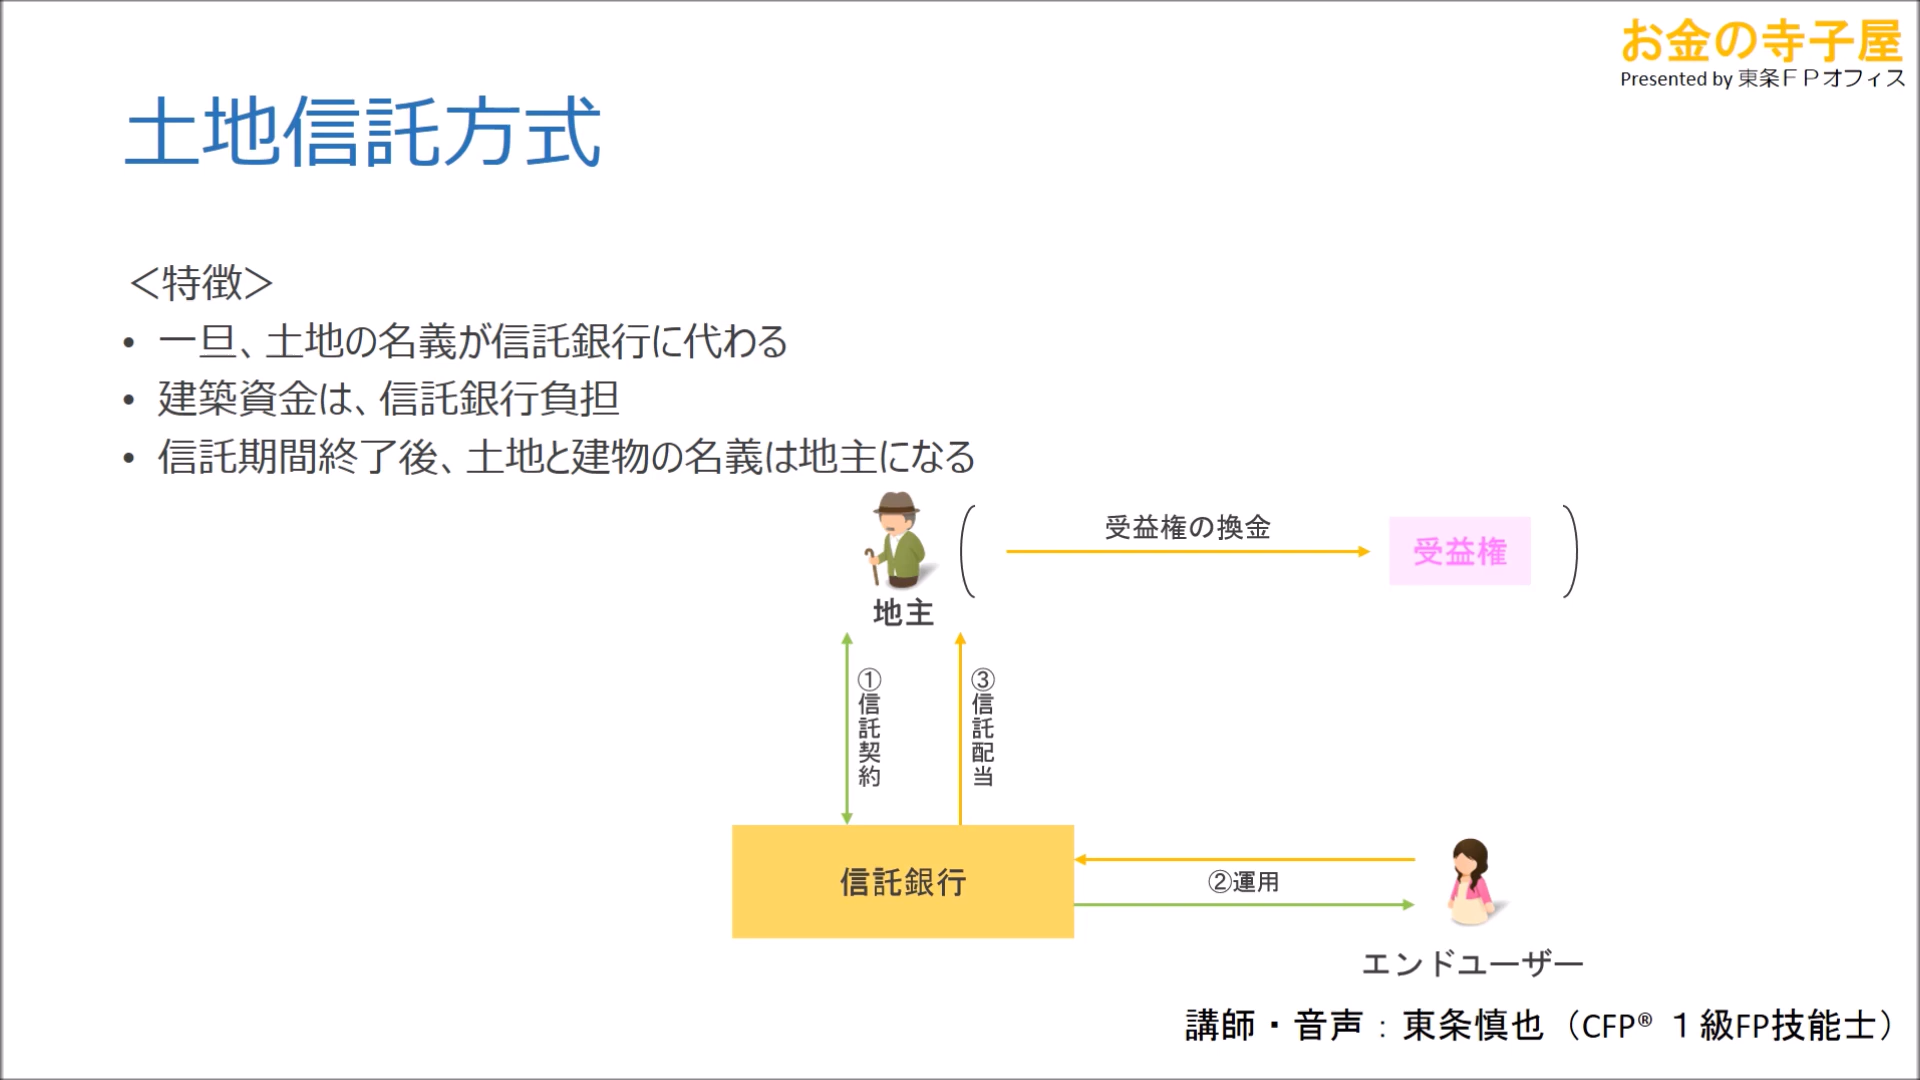 お金の寺子屋
Presented by 東条ＦＰオフィス
土地信託方式
＜特徴＞
• 一旦、土地の名義が信託銀行に代わる
• 建築資金は、信託銀行負担
• 信託期間終了後、土地と建物の名義は地主になる
受益権の換金
受益権
地主
①信託契約
③信託配当
信託銀行
②運用
エンドユーザー
講師・音声：東条慎也（CFP® １級FP技能士）